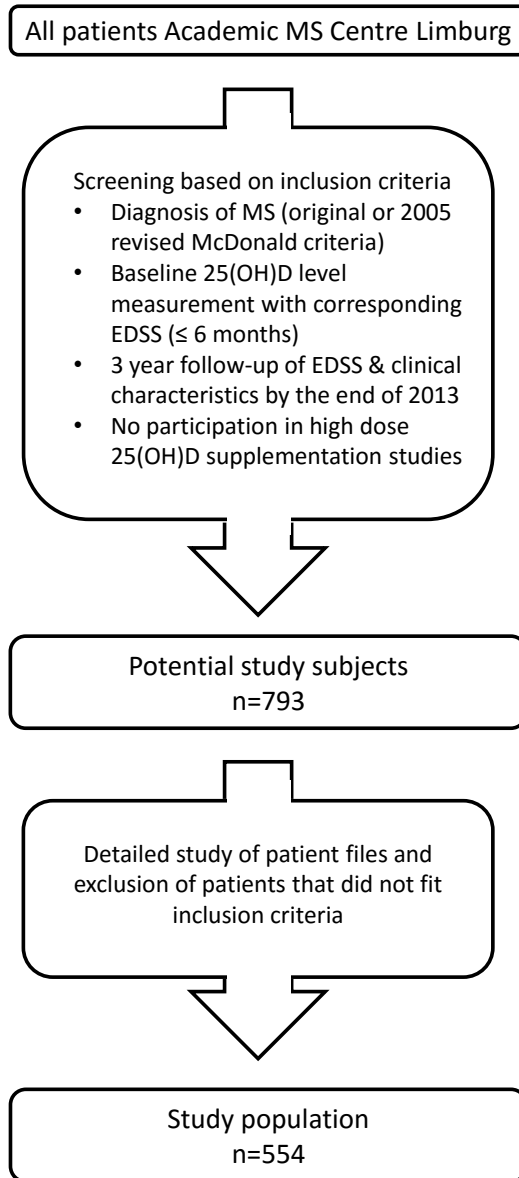 All patients Academic MS Centre Limburg
Screening based on inclusion criteria
• Diagnosis of MS (original or 2005
revised McDonald criteria)
• Baseline 25(OH)D level
measurement with corresponding
EDSS (≤ 6 months)
• 3 year follow-up of EDSS & clinical
characteristics by the end of 2013
• No participation in high dose
25(OH)D supplementation studies
Potential study subjects
n=793
Detailed study of patient files and
exclusion of patients that did not fit
inclusion criteria
Study population
n=554